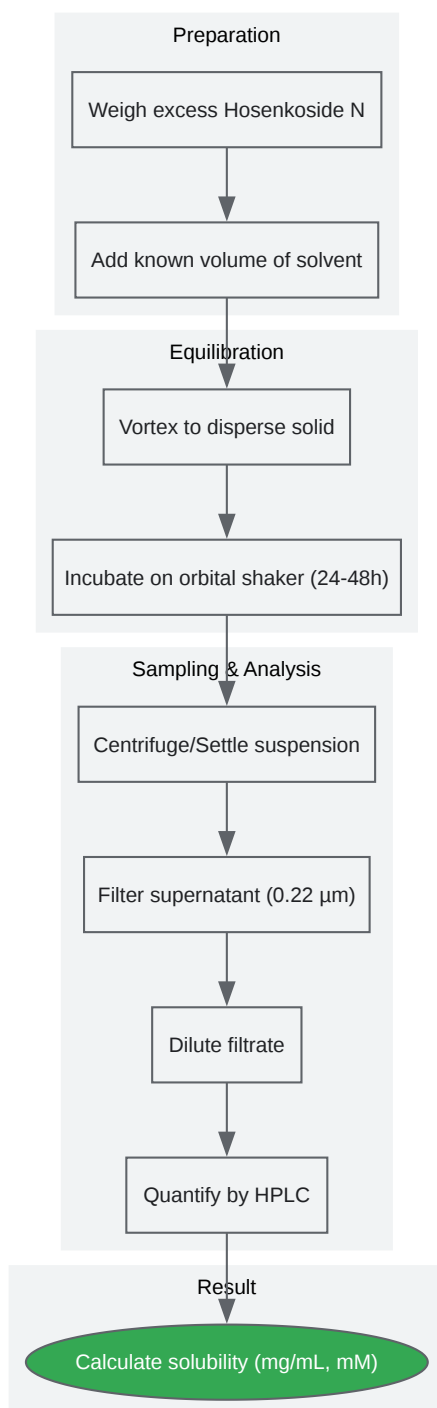 Preparation
Weigh excess Hosenkoside N
Add known volume of solvent
Equilibration
Vortex to disperse solid
Incubate on orbital shaker (24-48h)
Sampling & Analysis
Centrifuge/Settle suspension
Filter supernatant (0.22 µm)
Dilute filtrate
Quantify by HPLC
Result
Calculate solubility (mg/mL, mM)